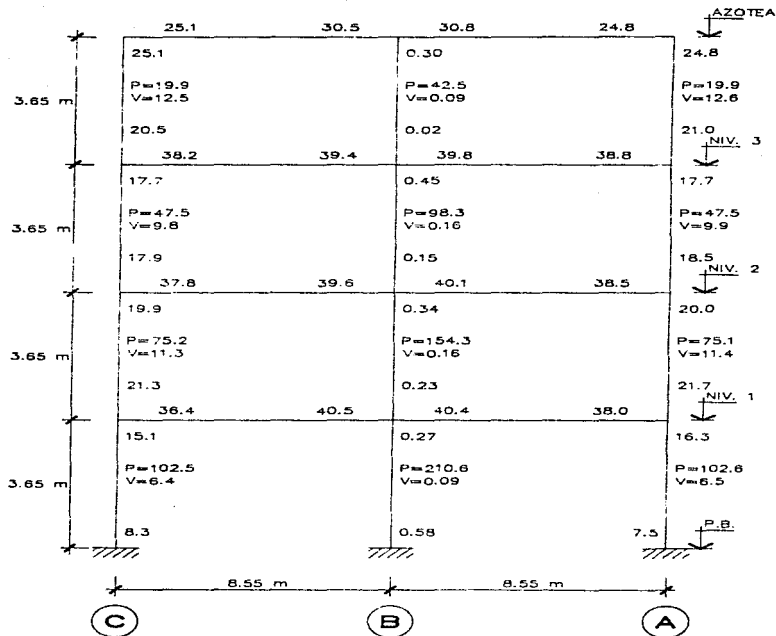 AZOTEA
25.1 30.5 30.8 24.8
25.1 0.30 24.8
P=19.9 P=42.5 P=19.9
3.65 m V=12.5 V=0.09 V=12.6
20.5 0.02 21.0
NIV. 3
38.2 39.4 39.8 38.8
17.7 0.45 17.7
P=47.5 P=98.3 P=47.5
3.65 m V=9.8 V=0.16 V=9.9
17.9 0.15 18.5
NIV. 2
37.8 39.6 40.1 38.5
19.9 0.34 20.0
P=75.2 P=154.3 P=75.1
3.65 m V=11.3 V=0.16 V=11.4
21.3 0.23 21.7
NIV. 1
36.4 40.5 40.4 38.0
15.1 0.27 16.3
P=102.5 P=210.6 P=102.6
3.65 m V=6.4 V=0.09 V=6.5
8.3 0.58 7.5 P.B.
8.55 m 8.55 m
C B A